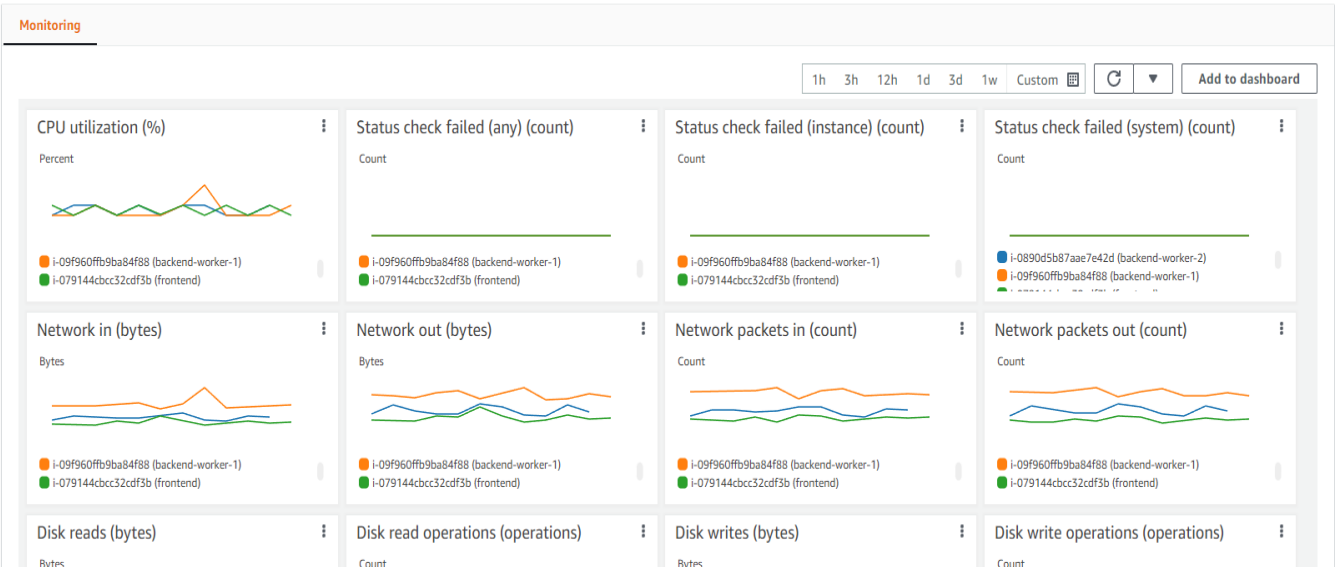 Monitoring
1h 3h 12h 1d 3d 1w Custom Add to dashboard
CPU utilization (%)
Percent
i-09f960ffb9ba84f88 (backend-worker-1)
i-079144cbcc32cdf3b (frontend)
Status check failed (any) (count)
Count
i-09f960ffb9ba84f88 (backend-worker-1)
i-079144cbcc32cdf3b (frontend)
Status check failed (instance) (count)
Count
i-09f960ffb9ba84f88 (backend-worker-1)
i-079144cbcc32cdf3b (frontend)
Status check failed (system) (count)
Count
i-0890d5b87aae7e42d (backend-worker-2)
i-09f960ffb9ba84f88 (backend-worker-1)
Network in (bytes)
Bytes
i-09f960ffb9ba84f88 (backend-worker-1)
i-079144cbcc32cdf3b (frontend)
Network out (bytes)
Bytes
i-09f960ffb9ba84f88 (backend-worker-1)
i-079144cbcc32cdf3b (frontend)
Network packets in (count)
Count
i-09f960ffb9ba84f88 (backend-worker-1)
i-079144cbcc32cdf3b (frontend)
Network packets out (count)
Count
i-09f960ffb9ba84f88 (backend-worker-1)
i-079144cbcc32cdf3b (frontend)
Disk reads (bytes)
Bytes
Disk read operations (operations)
Count
Disk writes (bytes)
Bytes
Disk write operations (operations)
Count